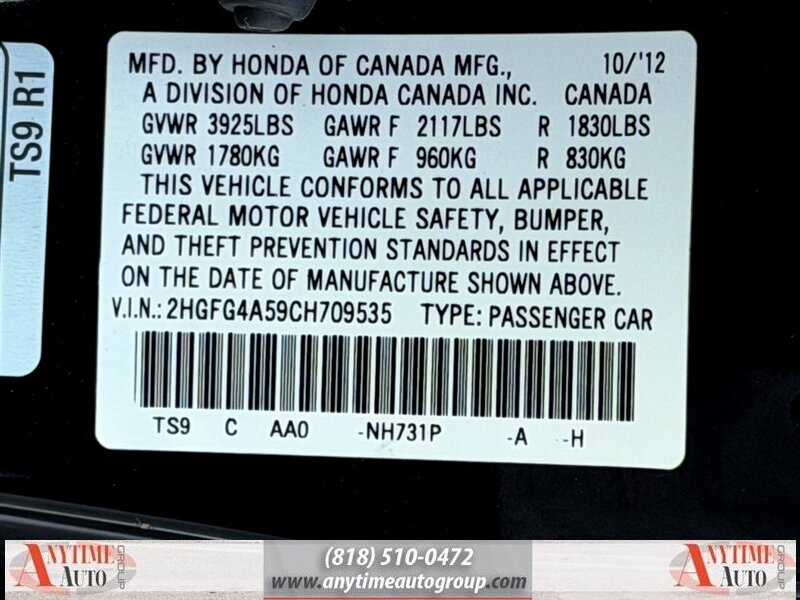 TS9 R1
MFD. BY HONDA OF CANADA MFG., 10/'12
A DIVISION OF HONDA CANADA INC. CANADA
GVWR 3925LBS GAWR F 2117LBS R 1830LBS
GVWR 1780KG GAWR F 960KG R 830KG
THIS VEHICLE CONFORMS TO ALL APPLICABLE
FEDERAL MOTOR VEHICLE SAFETY, BUMPER,
AND THEFT PREVENTION STANDARDS IN EFFECT
ON THE DATE OF MANUFACTURE SHOWN ABOVE.
V.I.N.: 2HGFG4A59CH709535 TYPE: PASSENGER CAR
TS9 C AA0 -NH731P -A -H
ANYTIME AUTO GROUP
(818) 510-0472
www.anytimeautogroup.com
ANYTIME AUTO GROUP